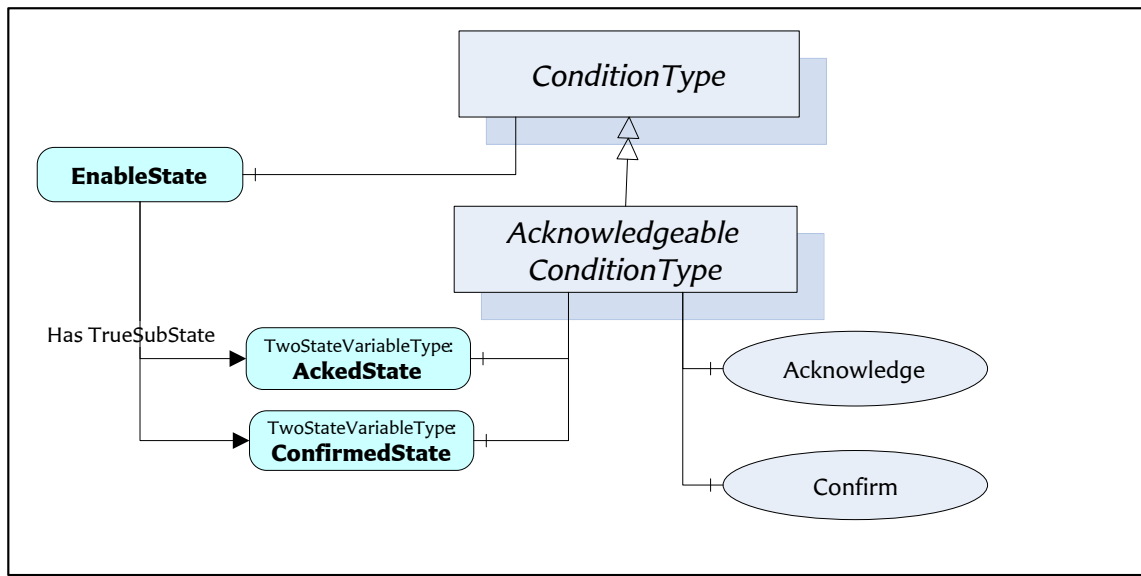 ConditionType
EnableState
Acknowledgeable
ConditionType
Has TrueSubState
TwoStateVariableType:
AckedState
Acknowledge
TwoStateVariableType:
ConfirmedState
Confirm